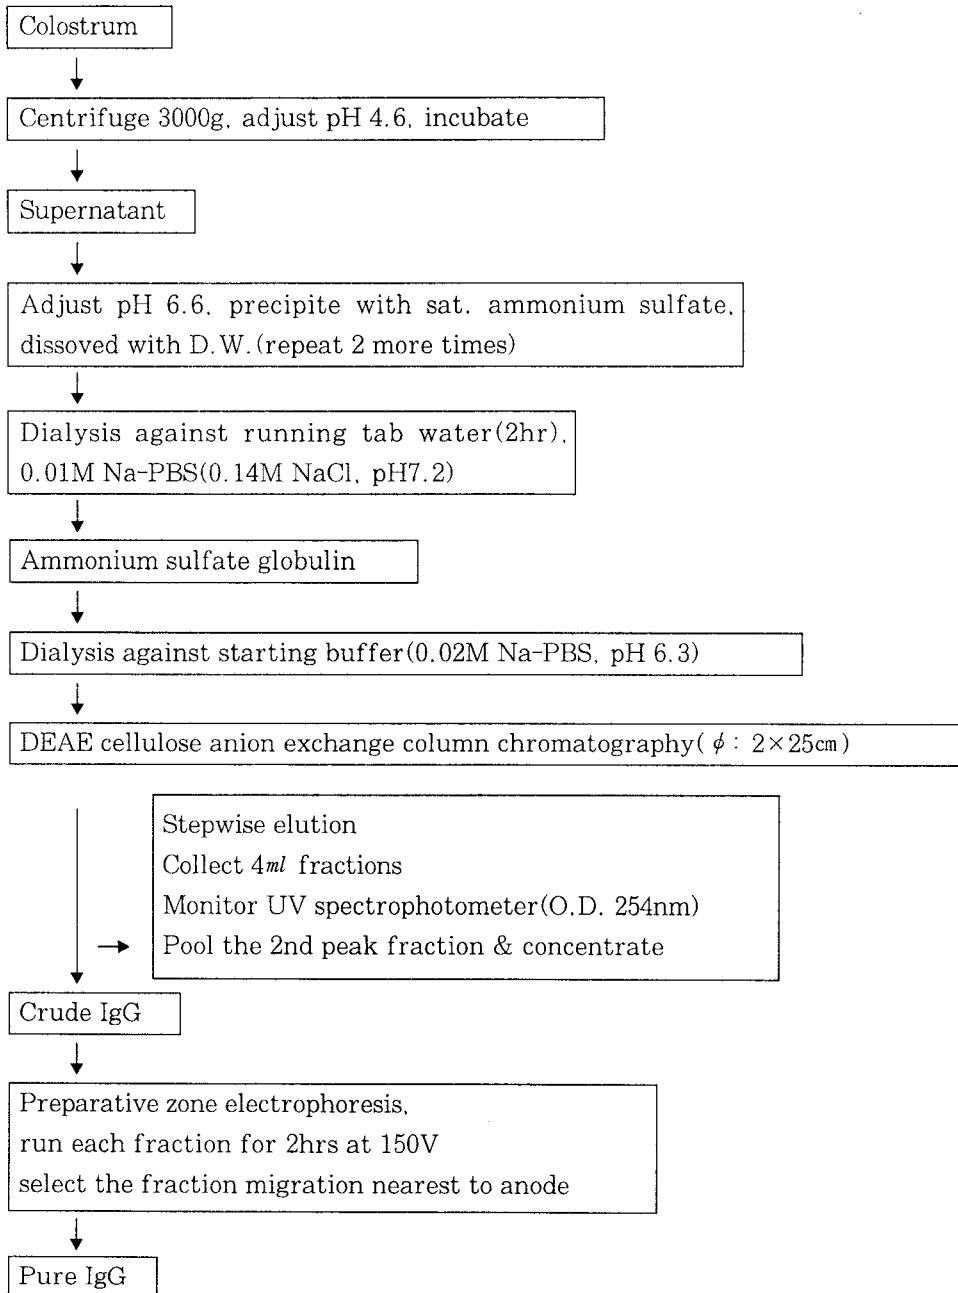 Colostrum
Centrifuge 3000g, adjust pH 4.6, incubate
Supernatant
Adjust pH 6.6, precipite with sat. ammonium sulfate,
dissoved with D.W.(repeat 2 more times)
Dialysis against running tab water(2hr),
0.01M Na-PBS(0.14M NaCl, pH7.2)
Ammonium sulfate globulin
Dialysis against starting buffer(0.02M Na-PBS, pH 6.3)
DEAE cellulose anion exchange column chromatography( ϕ : 2×25㎝)
Stepwise elution
Collect 4ml fractions
Monitor UV spectrophotometer(O.D. 254nm)
Pool the 2nd peak fraction & concentrate
Crude IgG
Preparative zone electrophoresis,
run each fraction for 2hrs at 150V
select the fraction migration nearest to anode
Pure IgG